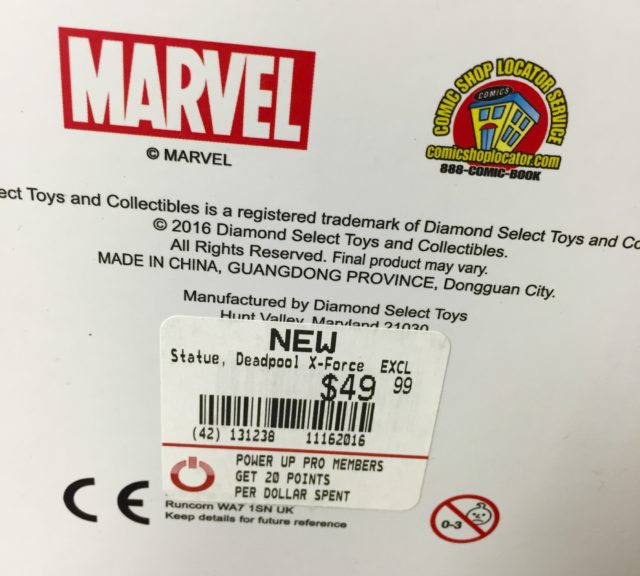 MARVEL
© MARVEL
COMIC SHOP LOCATOR SERVICE
COMICS
comicshoplocator.com
888-COMIC-BOOK
ect Toys and Collectibles is a registered trademark of Diamond Select Toys and Co
© 2016 Diamond Select Toys and Collectibles.
All Rights Reserved. Final product may vary.
MADE IN CHINA, GUANGDONG PROVINCE, Dongguan City.
Manufactured by Diamond Select Toys
Hunt Valley, Maryland 21030
NEW
Statue, Deadpool X-Force EXCL
$49 99
(42) 131238 11162016
POWER UP PRO MEMBERS
GET 20 POINTS
PER DOLLAR SPENT
CE
Runcorn WA7 1SN UK
Keep details for future reference
0-3